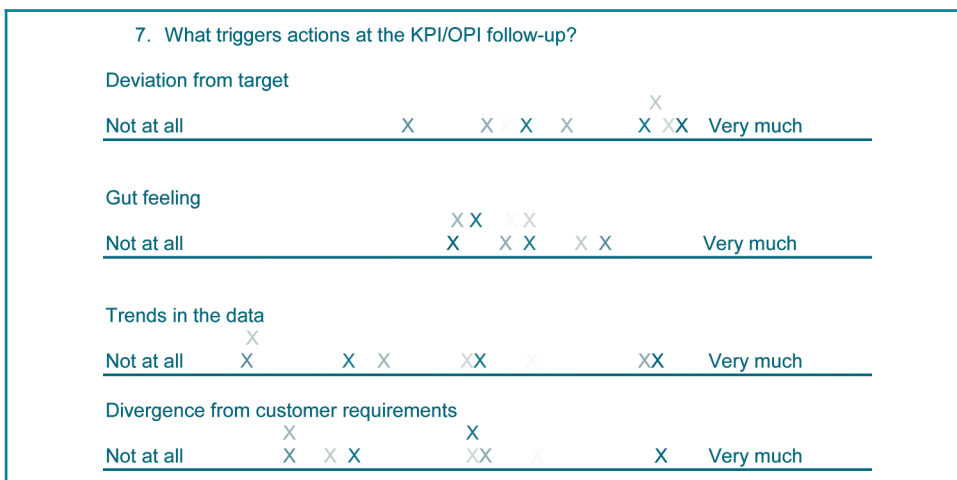 7. What triggers actions at the KPI/OPI follow-up?
Deviation from target
X
Not at all X X X X X X X X Very much
Gut feeling
X X X X
Not at all X X X X X Very much
Trends in the data
X
Not at all X X X X X X X X Very much
Divergence from customer requirements
X X
Not at all X X X X X X X Very much